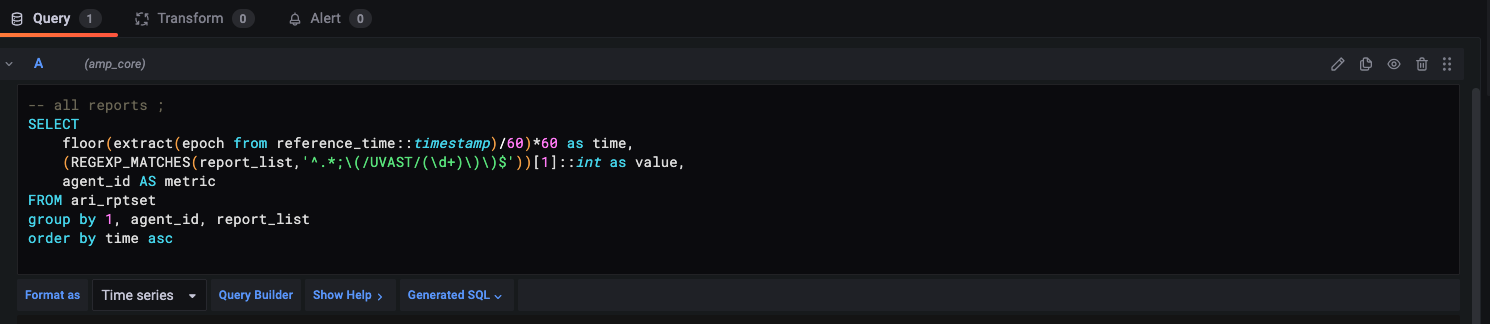 Query 1 Transform 0 Alert 0
A (amp_core)
-- all reports ;
SELECT
floor(extract(epoch from reference_time::timestamp)/60)*60 as time,
(REGEXP_MATCHES(report_list,'^.*;\(/UVAST/(\d+)\)\)$'))[1]::int as value,
agent_id AS metric
FROM ari_rptset
group by 1, agent_id, report_list
order by time asc
Format as Time series Query Builder Show Help Generated SQL